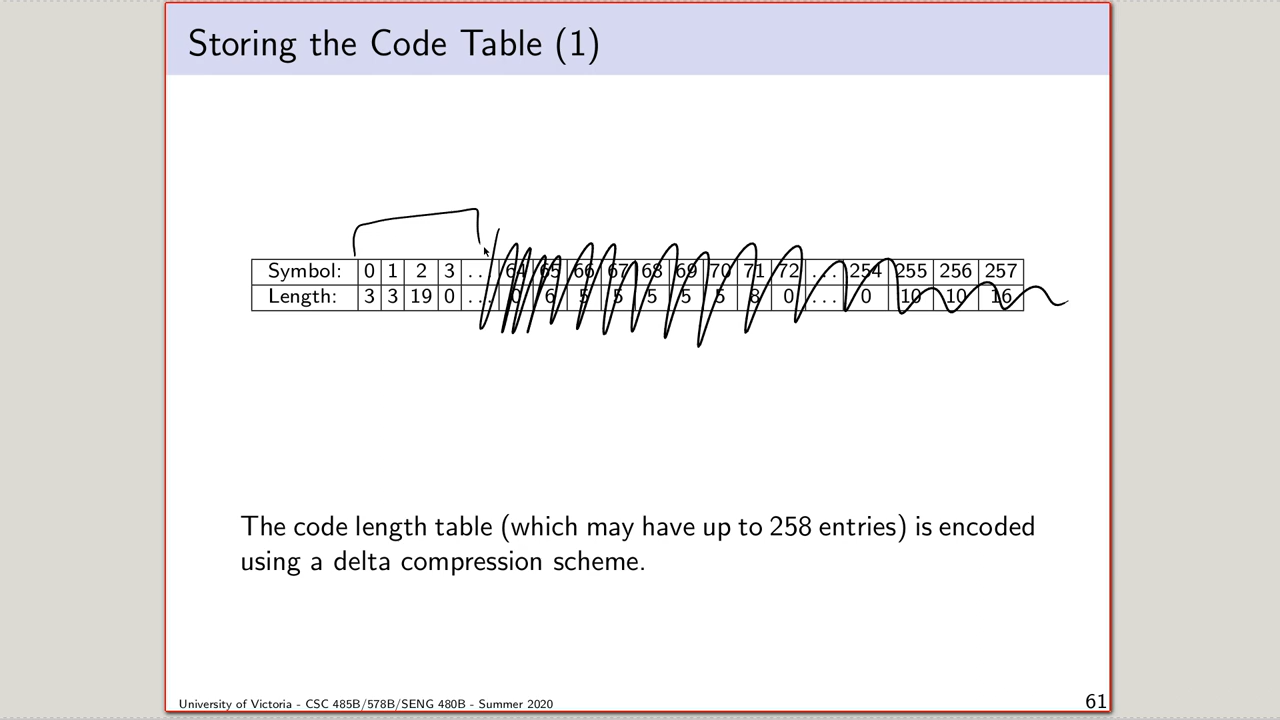 Storing the Code Table (1)
Symbol: 0 1 2 3 ... 64 65 66 67 68 69 70 71 72 ... 254 255 256 257
Length: 3 3 19 0 ... 0 6 5 5 5 5 5 8 0 ... 0 10 10 16
The code length table (which may have up to 258 entries) is encoded
using a delta compression scheme.
University of Victoria - CSC 485B/578B/SENG 480B - Summer 2020
61